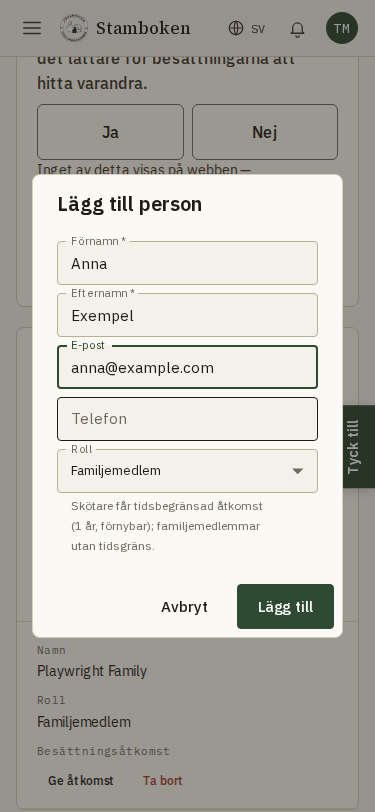 Stamboken
SV
TM
det lättare för besättningarna att
hitta varandra.
Ja
Nej
Inget av detta visas på webben —
Lägg till person
Förnamn *
Anna
Efternamn *
Exempel
E-post
anna@example.com
Telefon
Roll
Familjemedlem
Skötare får tidsbegränsad åtkomst
(1 år, förnybar); familjemedlemmar
utan tidsgräns.
Avbryt
Lägg till
Tyck till
Namn
Playwright Family
Roll
Familjemedlem
Besättningsåtkomst
Ge åtkomst
Ta bort